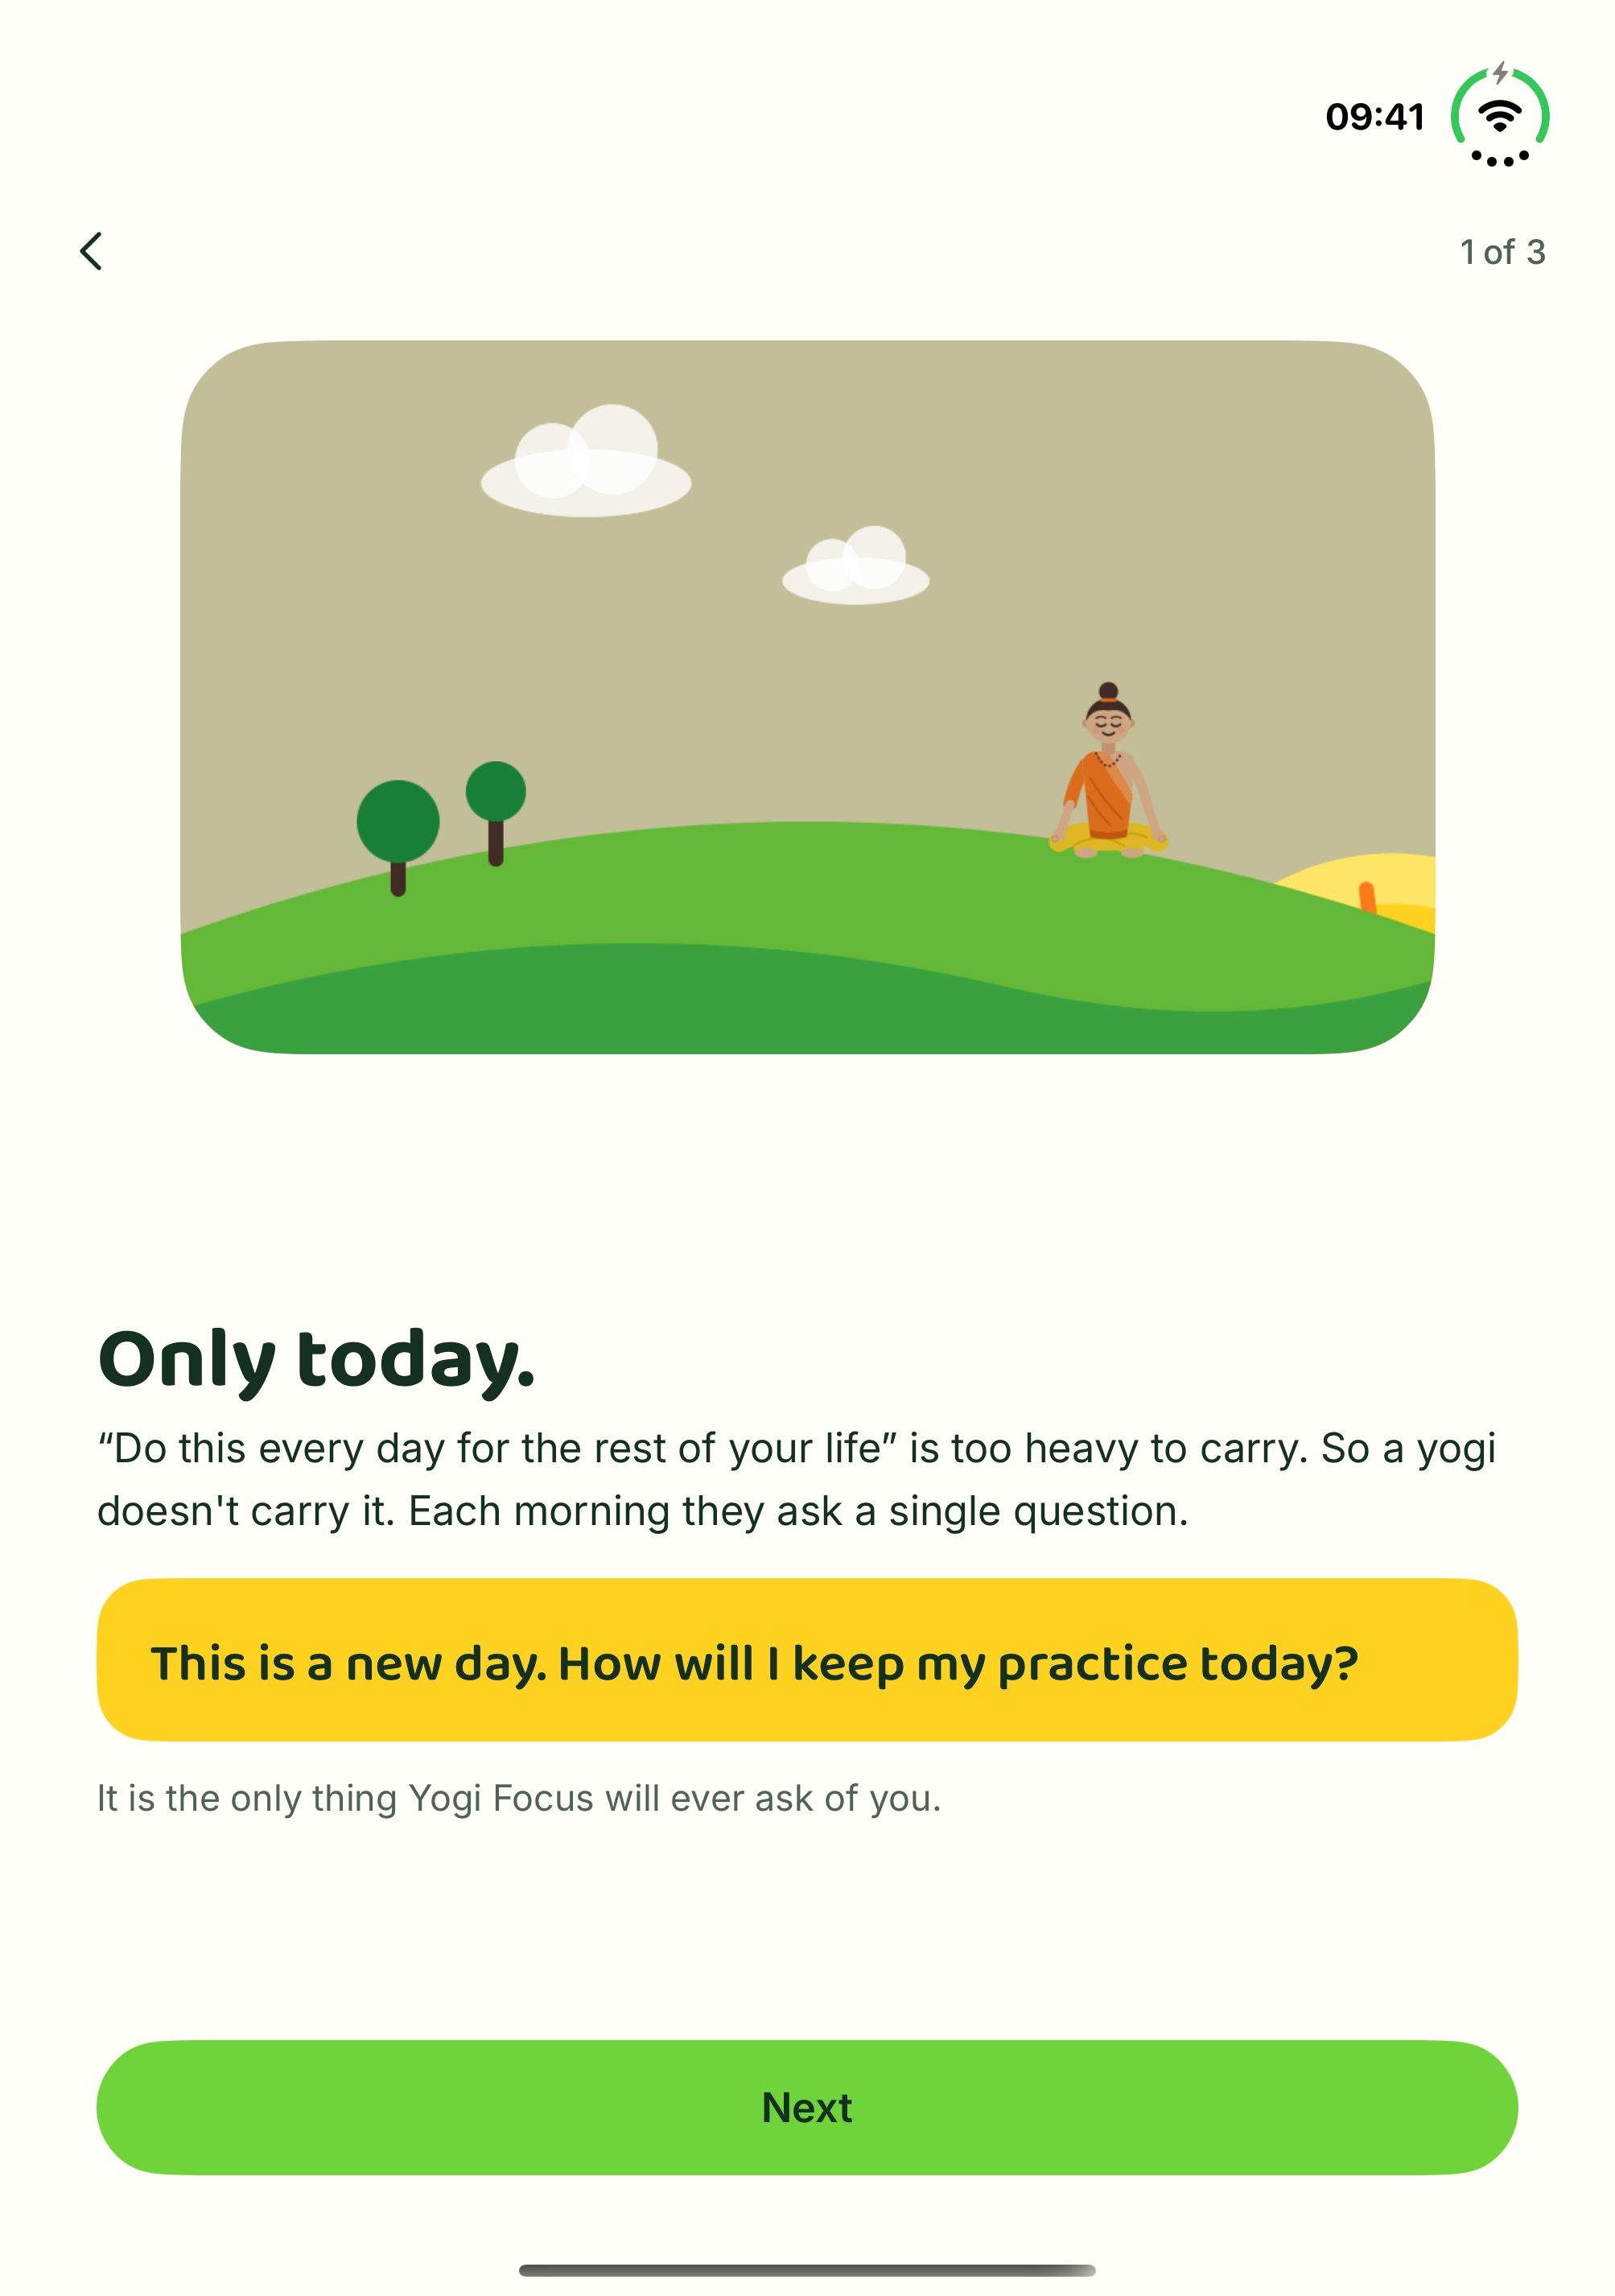 09:41
1 of 3
Only today.
“Do this every day for the rest of your life” is too heavy to carry. So a yogi
doesn't carry it. Each morning they ask a single question.
This is a new day. How will I keep my practice today?
It is the only thing Yogi Focus will ever ask of you.
Next